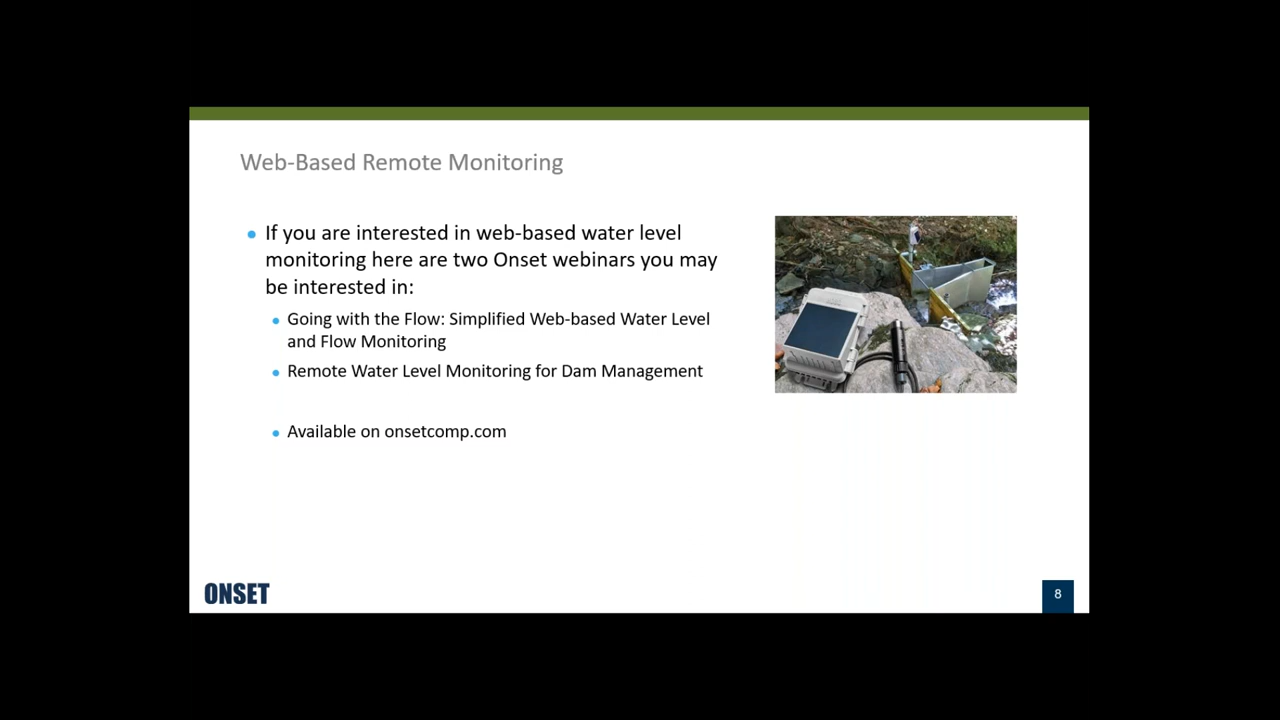 Web-Based Remote Monitoring
If you are interested in web-based water level
monitoring here are two Onset webinars you may
be interested in:
Going with the Flow: Simplified Web-based Water Level
and Flow Monitoring
Remote Water Level Monitoring for Dam Management
Available on onsetcomp.com
ONSET
8